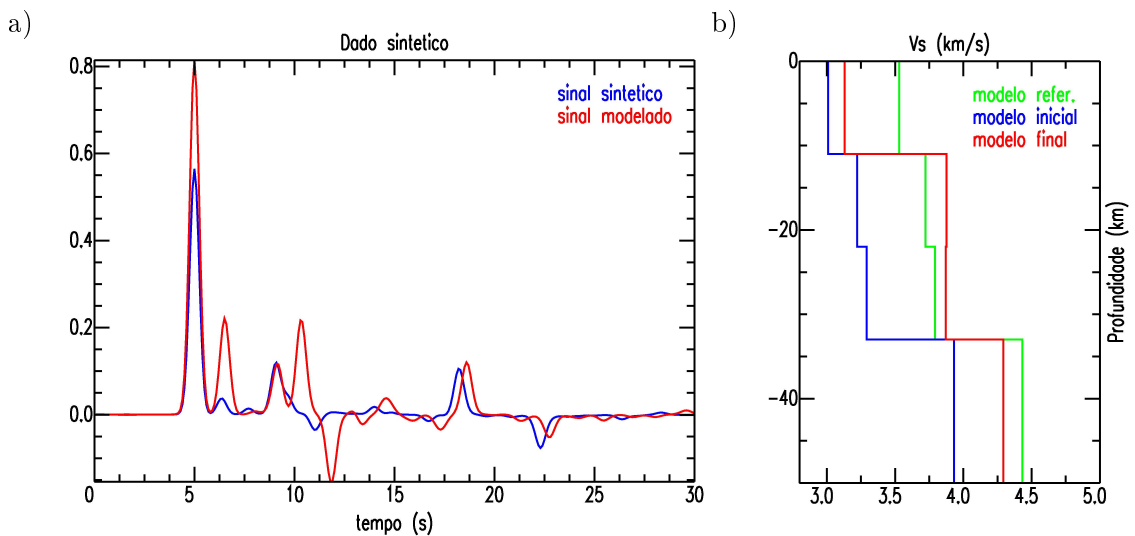 a)
Dado sintetico
sinal sintetico
sinal modelado
0.8
0.6
0.4
0.2
0.0
0 5 10 15 20 25 30
tempo (s)
b)
Vs (km/s)
modelo refer.
modelo inicial
modelo final
0
-20
-40
Profundidade (km)
3.0 3.5 4.0 4.5 5.0